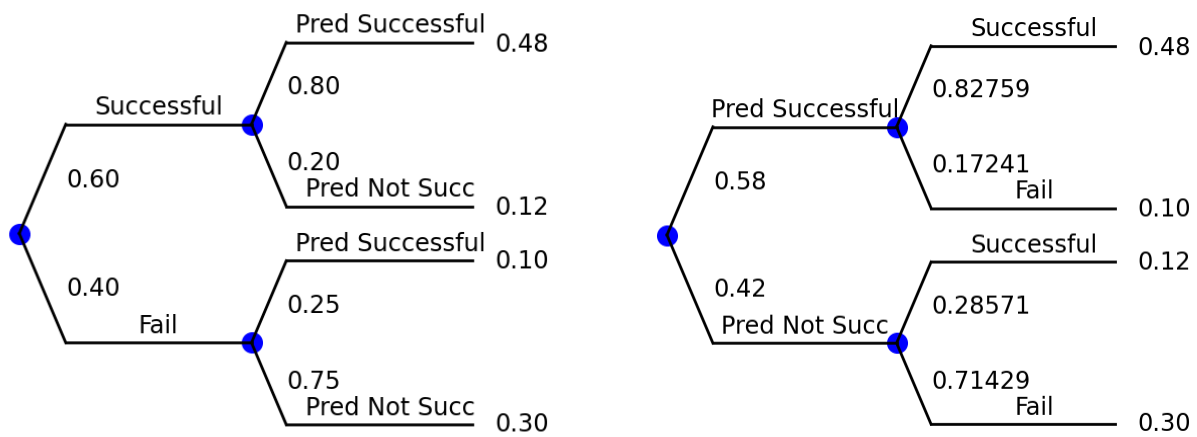 Pred Successful
0.48
0.80
Successful
0.20
0.60
Pred Not Succ
0.12
Pred Successful
0.10
0.40
0.25
Fail
0.75
Pred Not Succ
0.30
Successful
0.48
0.82759
Pred Successful
0.17241
0.58
Fail
0.10
Successful
0.12
0.42
0.28571
Pred Not Succ
0.71429
Fail
0.30